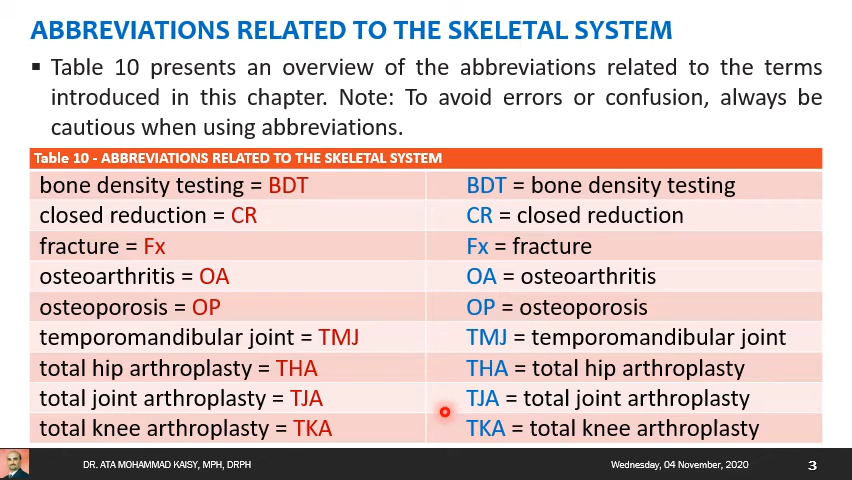 ABBREVIATIONS RELATED TO THE SKELETAL SYSTEM
▪ Table 10 presents an overview of the abbreviations related to the terms
introduced in this chapter. Note: To avoid errors or confusion, always be
cautious when using abbreviations.
Table 10 - ABBREVIATIONS RELATED TO THE SKELETAL SYSTEM
bone density testing = BDT BDT = bone density testing
closed reduction = CR CR = closed reduction
fracture = Fx Fx = fracture
osteoarthritis = OA OA = osteoarthritis
osteoporosis = OP OP = osteoporosis
temporomandibular joint = TMJ TMJ = temporomandibular joint
total hip arthroplasty = THA THA = total hip arthroplasty
total joint arthroplasty = TJA TJA = total joint arthroplasty
total knee arthroplasty = TKA TKA = total knee arthroplasty
DR. ATA MOHAMMAD KAISY, MPH, DRPH Wednesday, 04 November, 2020 3